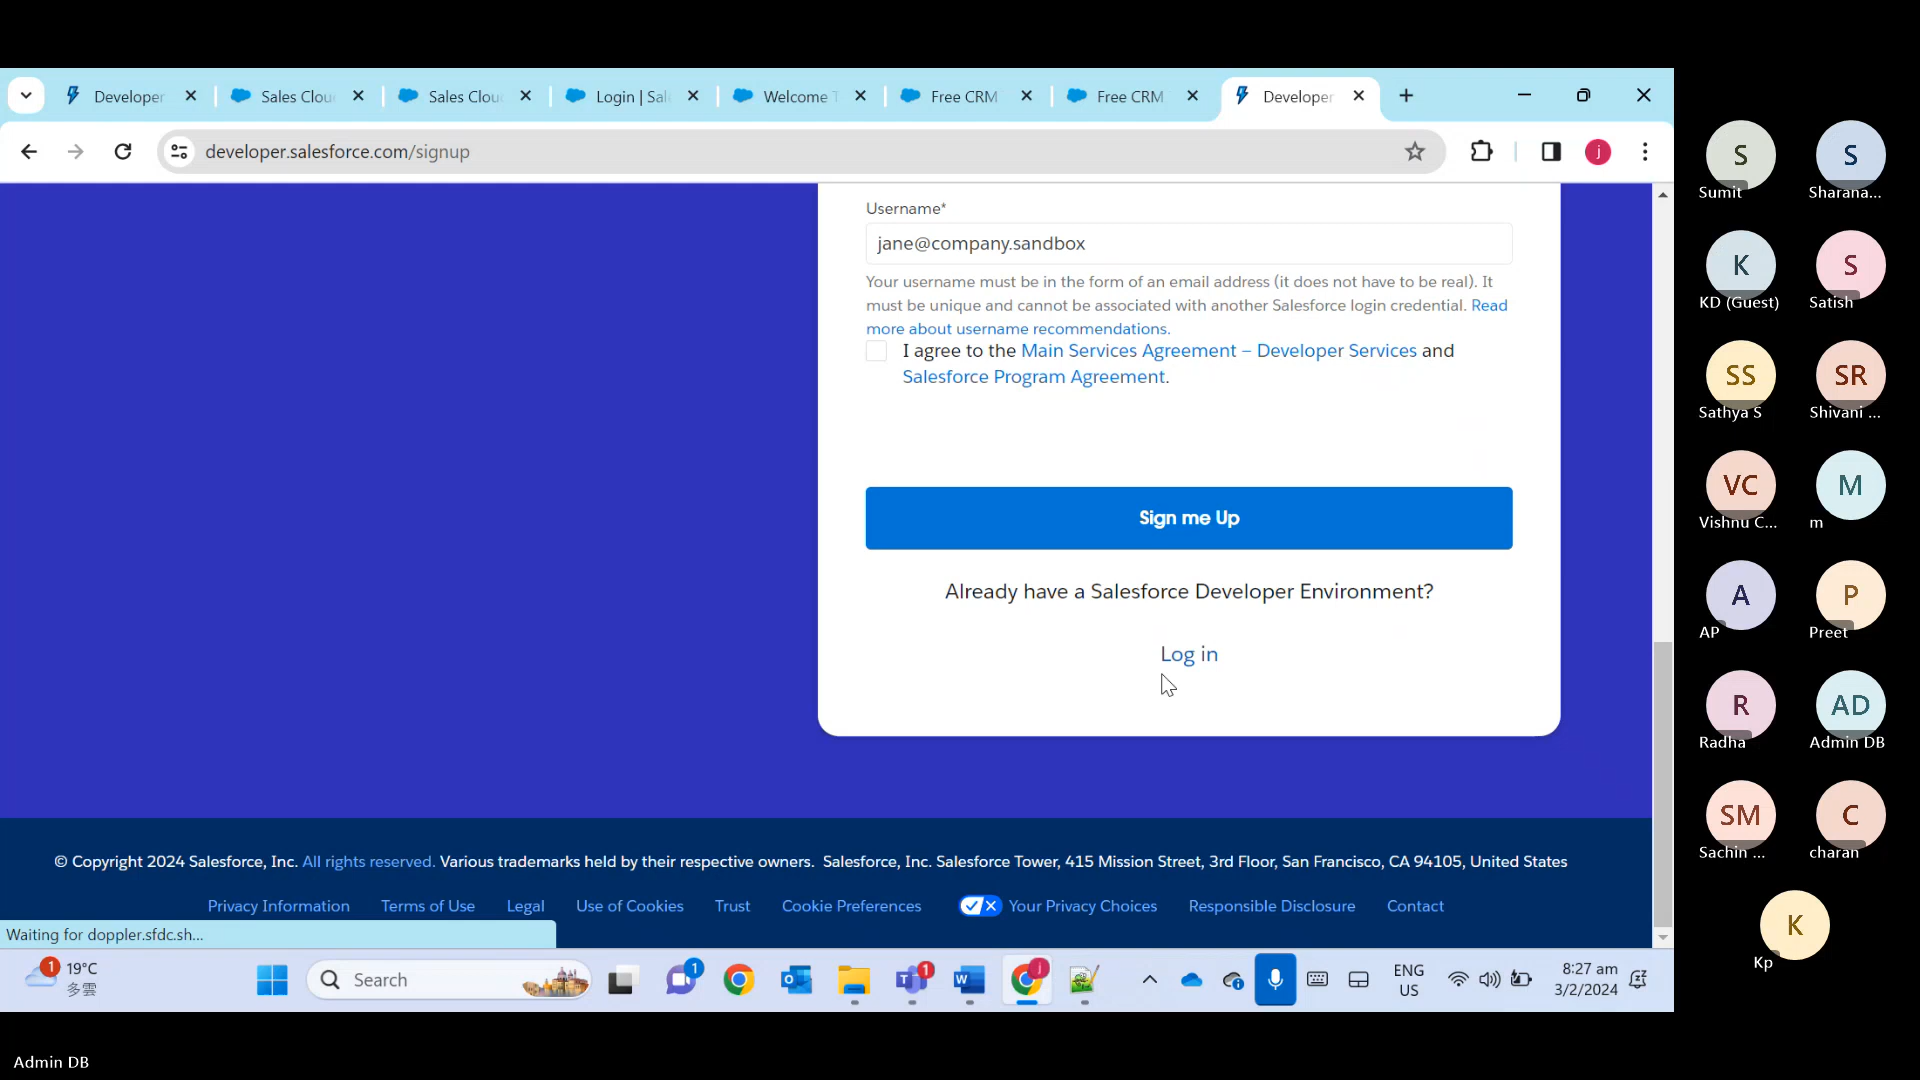 Developer
Sales Clou
Sales Clou
Login | Sal
Welcome T
Free CRM
Free CRM
Developer
developer.salesforce.com/signup
j
Username*
jane@company.sandbox
Your username must be in the form of an email address (it does not have to be real). It
must be unique and cannot be associated with another Salesforce login credential. Read
more about username recommendations.
I agree to the Main Services Agreement – Developer Services and
Salesforce Program Agreement.
Sign me Up
Already have a Salesforce Developer Environment?
Log in
© Copyright 2024 Salesforce, Inc. All rights reserved. Various trademarks held by their respective owners. Salesforce, Inc. Salesforce Tower, 415 Mission Street, 3rd Floor, San Francisco, CA 94105, United States
Privacy Information
Terms of Use
Legal
Use of Cookies
Trust
Cookie Preferences
Your Privacy Choices
Responsible Disclosure
Contact
Waiting for doppler.sfdc.sh...
1
19°C
多雲
Search
1
1
j
ENG
US
8:27 am
3/2/2024
S
Sumit
S
Sharana...
K
KD (Guest)
S
Satish
SS
Sathya S
SR
Shivani ...
VC
Vishnu C...
M
m
A
AP
P
Preet
R
Radha
AD
Admin DB
SM
Sachin ...
C
charan
K
Kp
Admin DB